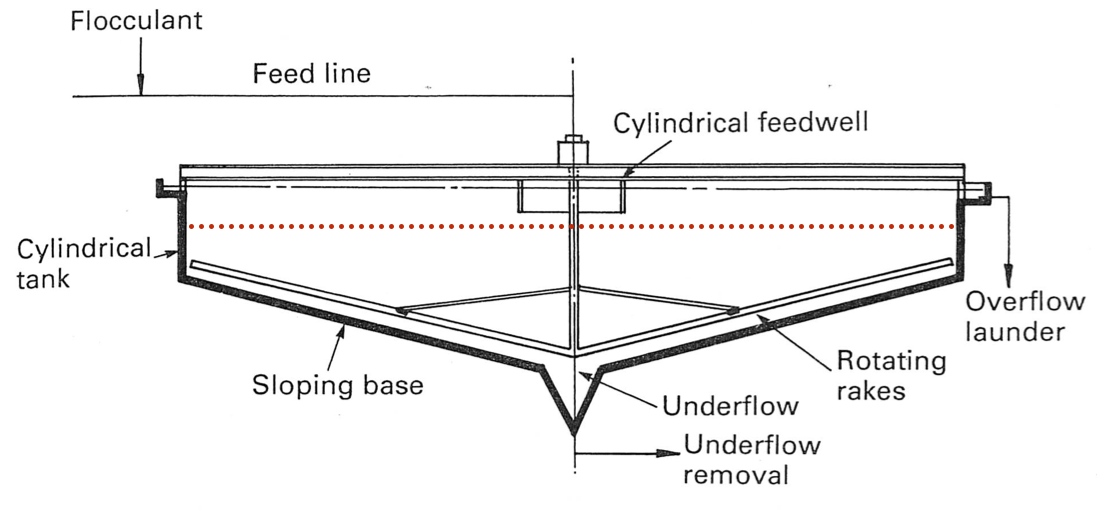 Flocculant
Feed line
Cylindrical feedwell
Cylindrical
tank
Overflow
launder
Rotating
rakes
Sloping base
Underflow
Underflow
removal